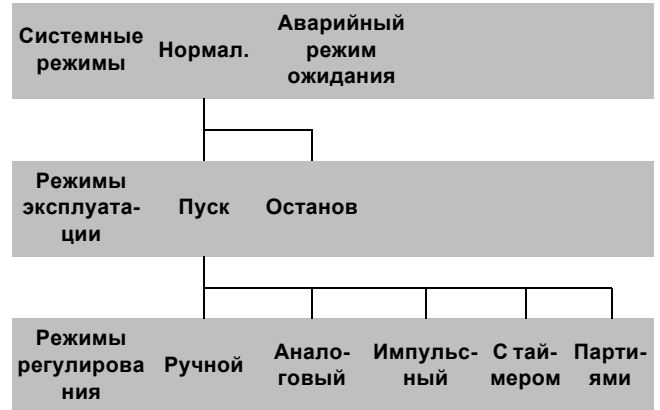 Системные режимы
Нормал.
Аварийный режим ожидания
Режимы эксплуата-ции
Пуск
Останов
Режимы регулирова ния
Ручной
Анало-говый
Импульс-ный
С тай-мером
Парти-ями